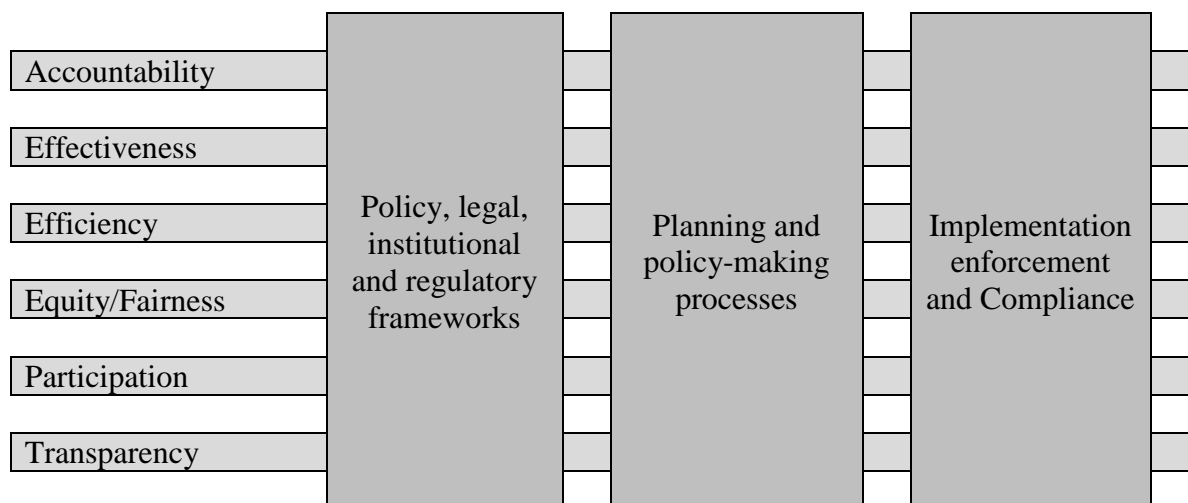 Accountability
Effectiveness
Efficiency
Equity/Fairness
Participation
Transparency
Policy, legal,
institutional
and regulatory
frameworks
Planning and
policy-making
processes
Implementation
enforcement
and Compliance